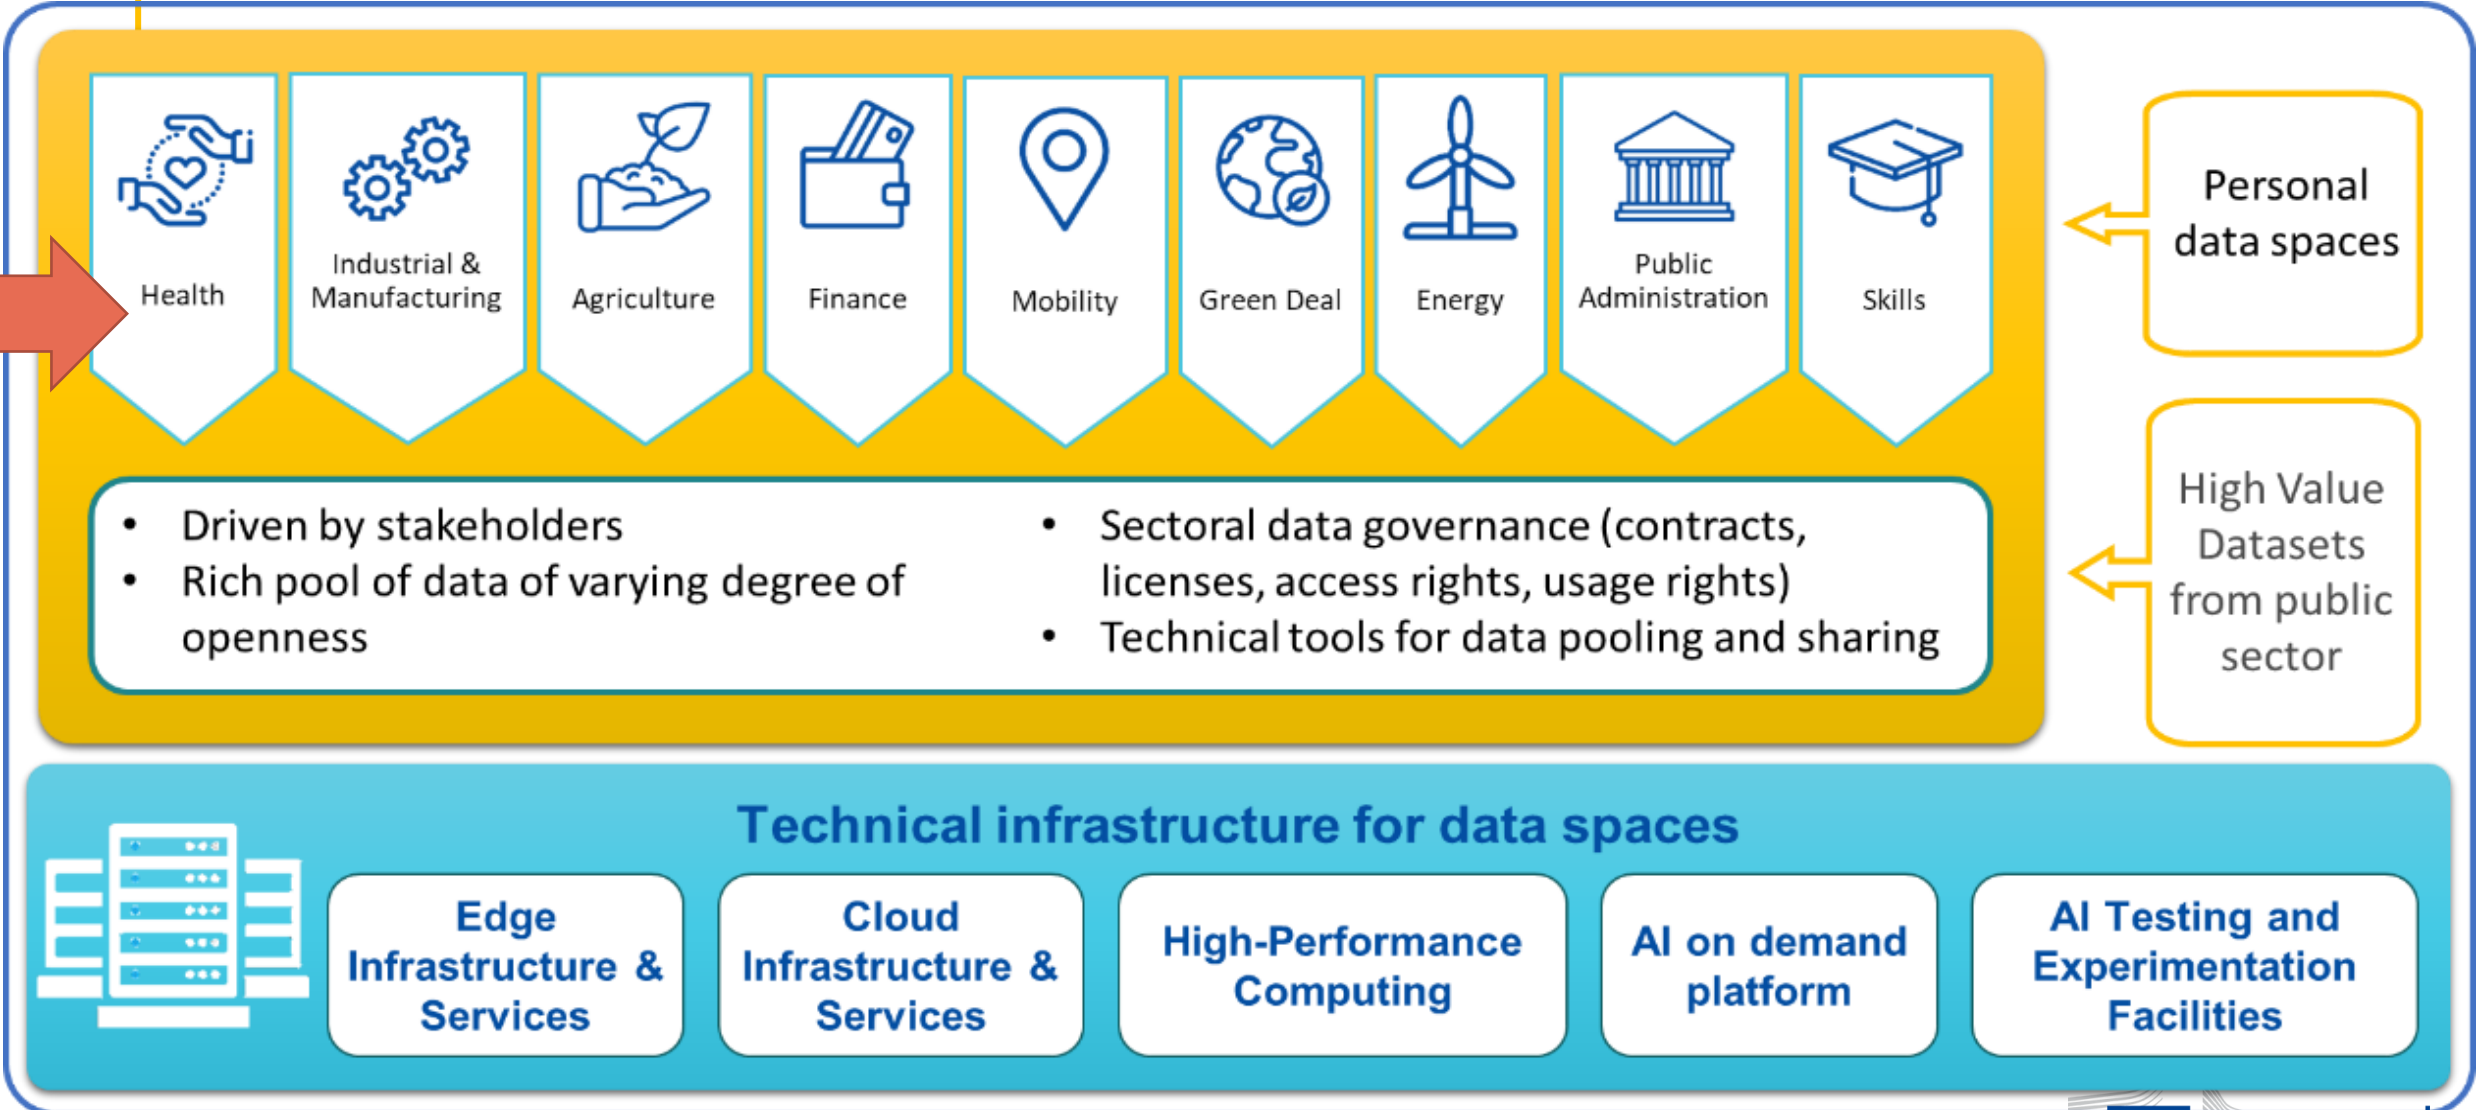 Health
Industrial &
Manufacturing
Agriculture
Finance
Mobility
Green Deal
Energy
Public
Administration
Skills
Personal
data spaces
• Driven by stakeholders
• Rich pool of data of varying degree of
openness
• Sectoral data governance (contracts,
licenses, access rights, usage rights)
• Technical tools for data pooling and sharing
High Value
Datasets
from public
sector
Technical infrastructure for data spaces
Edge
Infrastructure &
Services
Cloud
Infrastructure &
Services
High-Performance
Computing
AI on demand
platform
AI Testing and
Experimentation
Facilities